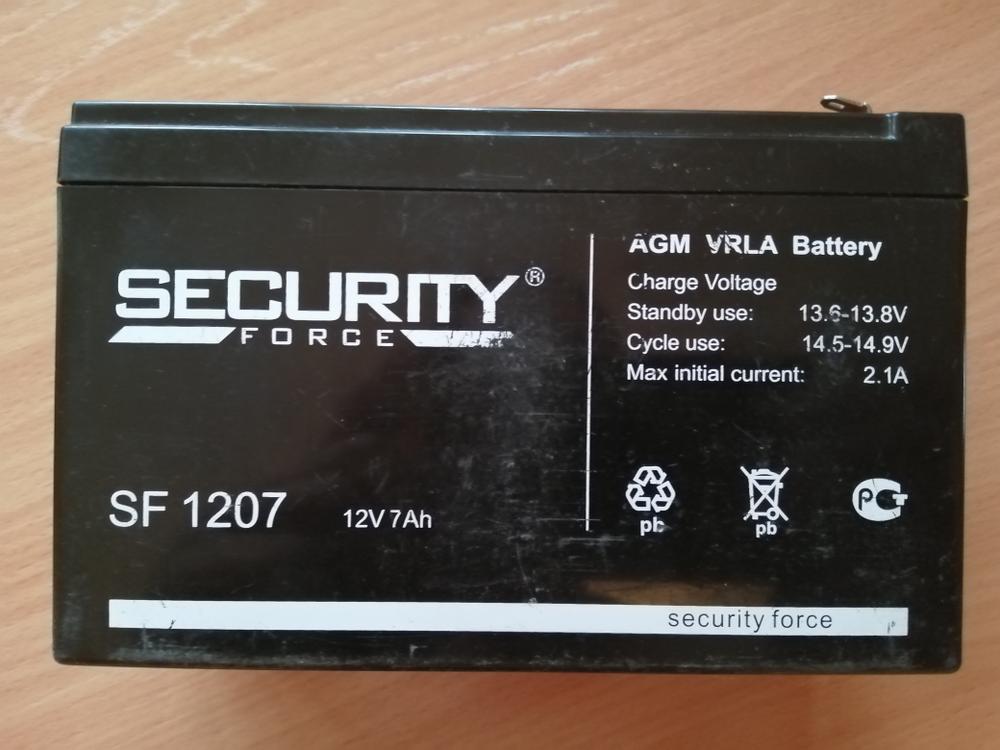 SECURITY®
FORCE
SF 1207 12V 7Ah
AGM VRLA Battery
Charge Voltage
Standby use: 13.6-13.8V
Cycle use: 14.5-14.9V
Max initial current: 2.1A
pb
pb
РСТ
security force